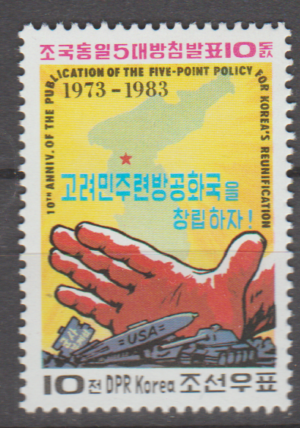 조국통일5대방침발표10돐
10TH ANNIV. OF THE PUBLICATION OF THE FIVE-POINT POLICY FOR KOREA'S REUNIFICATION
1973-1983
고려민주련방공화국을
창립하자!
=USA=
10전 DPR Korea 조선우표